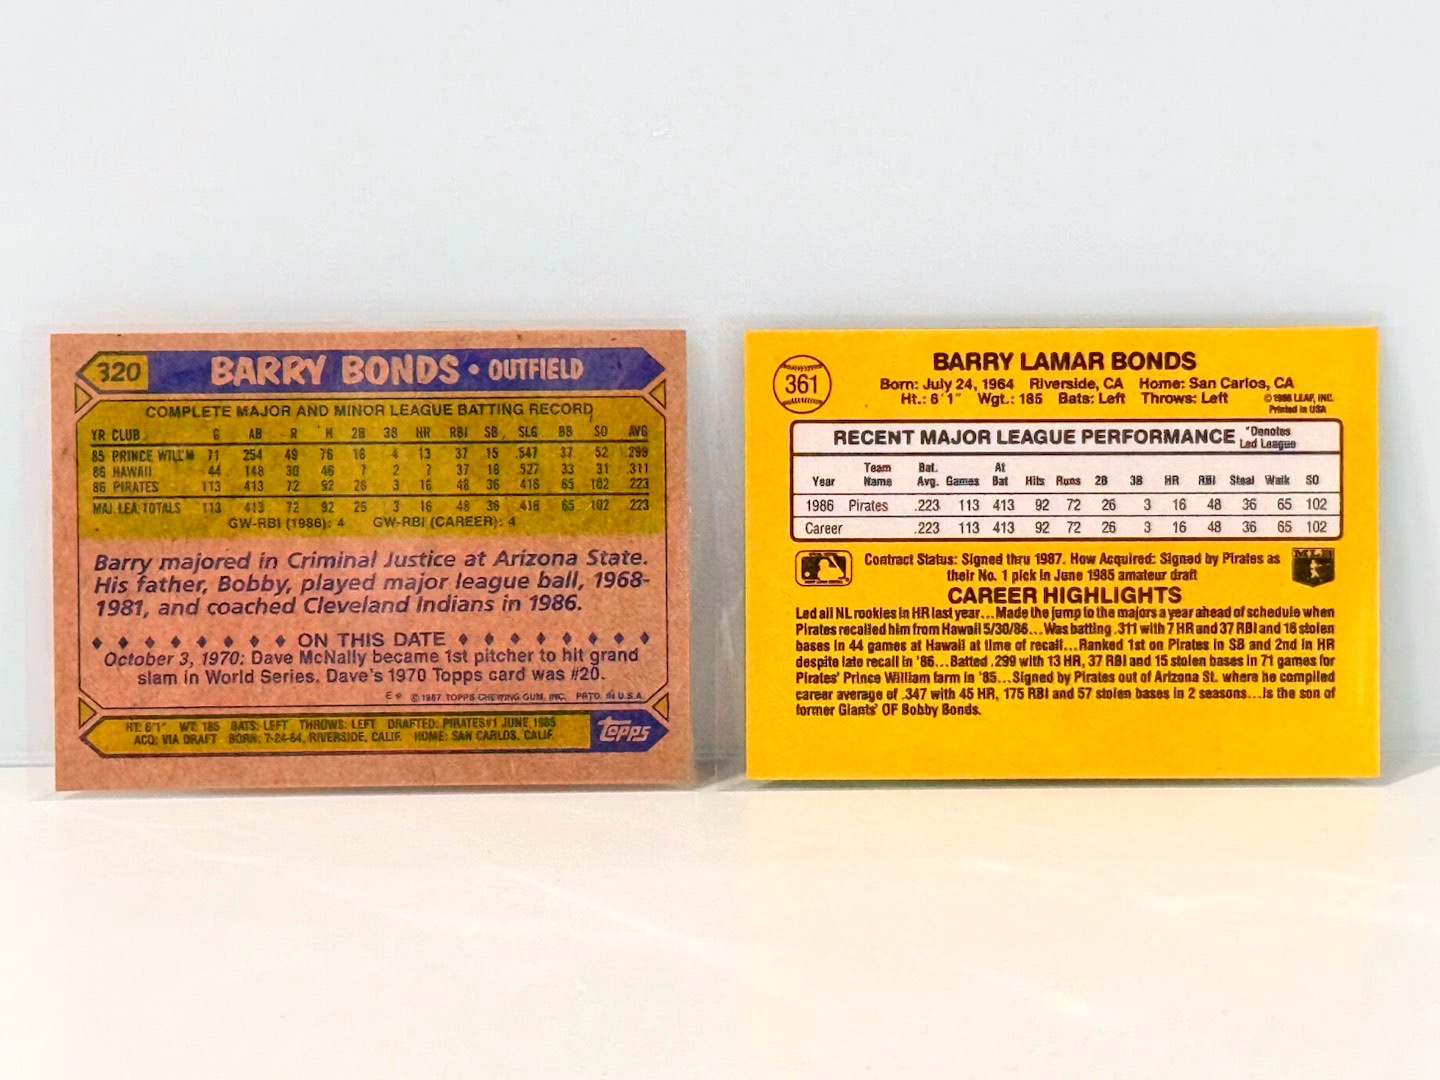 320
BARRY BONDS • OUTFIELD
COMPLETE MAJOR AND MINOR LEAGUE BATTING RECORD
YR CLUB G AB R H 2B 3B HR RBI SB SLG BB SO AVG
85 PRINCE WILL'M 71 254 49 76 16 4 13 37 15 .547 37 52 .299
86 HAWAII 44 148 30 46 7 2 7 37 16 .527 33 31 .311
86 PIRATES 113 413 72 92 26 3 16 48 36 .416 65 102 .223
MAJ. LEA. TOTALS 113 413 72 92 26 3 16 48 36 .416 65 102 .223
GW-RBI (1986): 4 GW-RBI (CAREER): 4
Barry majored in Criminal Justice at Arizona State.
His father, Bobby, played major league ball, 1968-
1981, and coached Cleveland Indians in 1986.
ON THIS DATE
October 3, 1970: Dave McNally became 1st pitcher to hit grand
slam in World Series. Dave's 1970 Topps card was #20.
E* © 1987 TOPPS CHEWING GUM, INC. PRTD. IN U.S.A.
HT: 6'1" WT: 185 BATS: LEFT THROWS: LEFT DRAFTED: PIRATES #1 JUNE 1985
ACQ: VIA DRAFT BORN: 7-24-64, RIVERSIDE, CALIF. HOME: SAN CARLOS, CALIF.
topps
361
BARRY LAMAR BONDS
Born: July 24, 1964 Riverside, CA Home: San Carlos, CA
Ht.: 6'1" Wgt.: 185 Bats: Left Throws: Left
© 1986 LEAF, INC.
Printed in USA
RECENT MAJOR LEAGUE PERFORMANCE
*Denotes
Led League
Year Team Name Bat. Avg. Games At Bat Hits Runs 2B 3B HR RBI Steal Walk SO
1986 Pirates .223 113 413 92 72 26 3 16 48 36 65 102
Career .223 113 413 92 72 26 3 16 48 36 65 102
Contract Status: Signed thru 1987. How Acquired: Signed by Pirates as
their No. 1 pick in June 1985 amateur draft
CAREER HIGHLIGHTS
Led all NL rookies in HR last year...Made the jump to the majors a year ahead of schedule when
Pirates recalled him from Hawaii 5/30/86...Was batting .311 with 7 HR and 37 RBI and 16 stolen
bases in 44 games at Hawaii at time of recall...Ranked 1st on Pirates in SB and 2nd in HR
despite late recall in '86...Batted .299 with 13 HR, 37 RBI and 15 stolen bases in 71 games for
Pirates' Prince William farm in '85...Signed by Pirates out of Arizona St. where he compiled
career average of .347 with 45 HR, 175 RBI and 57 stolen bases in 2 seasons...Is the son of
former Giants' OF Bobby Bonds.